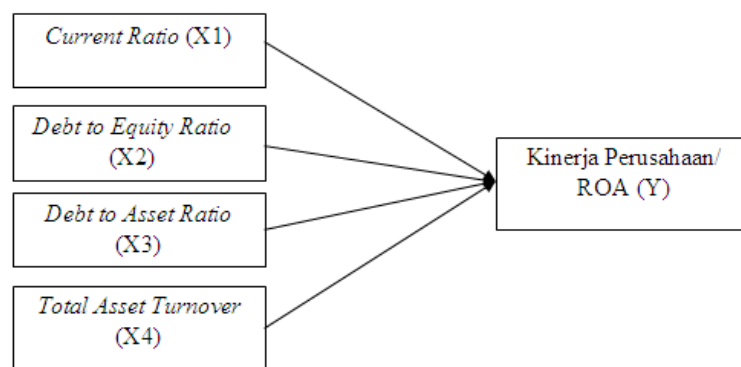 Current Ratio (X1)
Debt to Equity Ratio
(X2)
Debt to Asset Ratio
(X3)
Total Asset Turnover
(X4)
Kinerja Perusahaan/
ROA (Y)